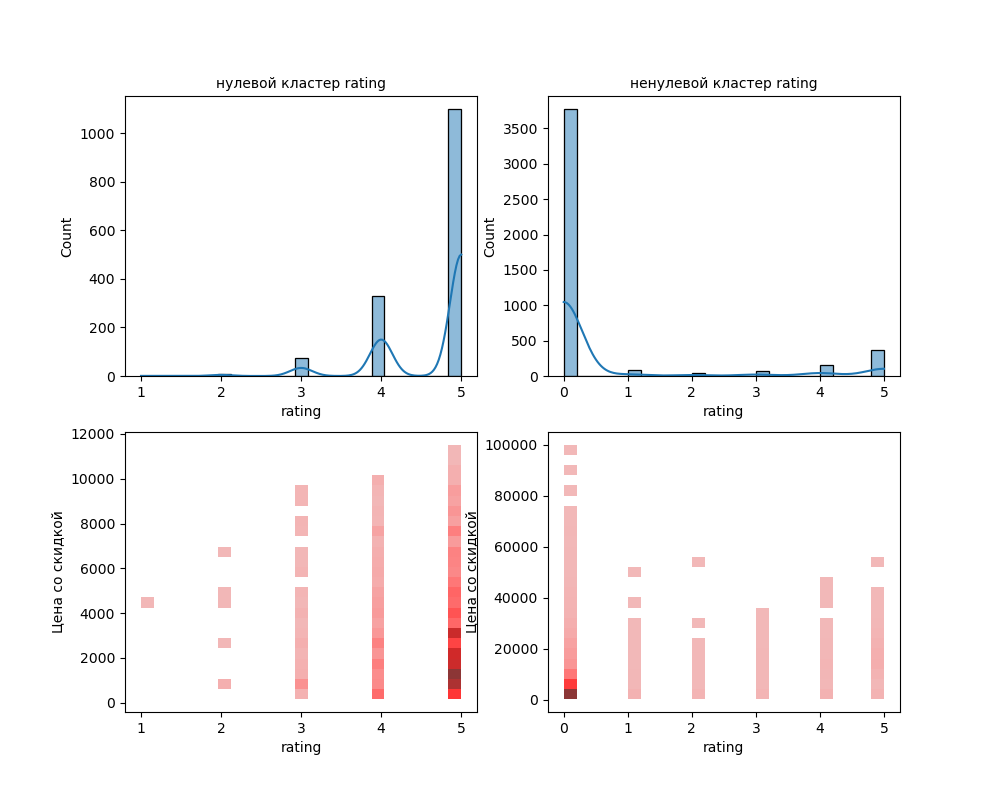 нулевой кластер rating
Count
1000
800
600
400
200
0
1 2 3 4 5
rating
ненулевой кластер rating
Count
3500
3000
2500
2000
1500
1000
500
0
0 1 2 3 4 5
rating
Цена со скидкой
12000
10000
8000
6000
4000
2000
0
1 2 3 4 5
rating
Цена со скидкой
100000
80000
60000
40000
20000
0
0 1 2 3 4 5
rating